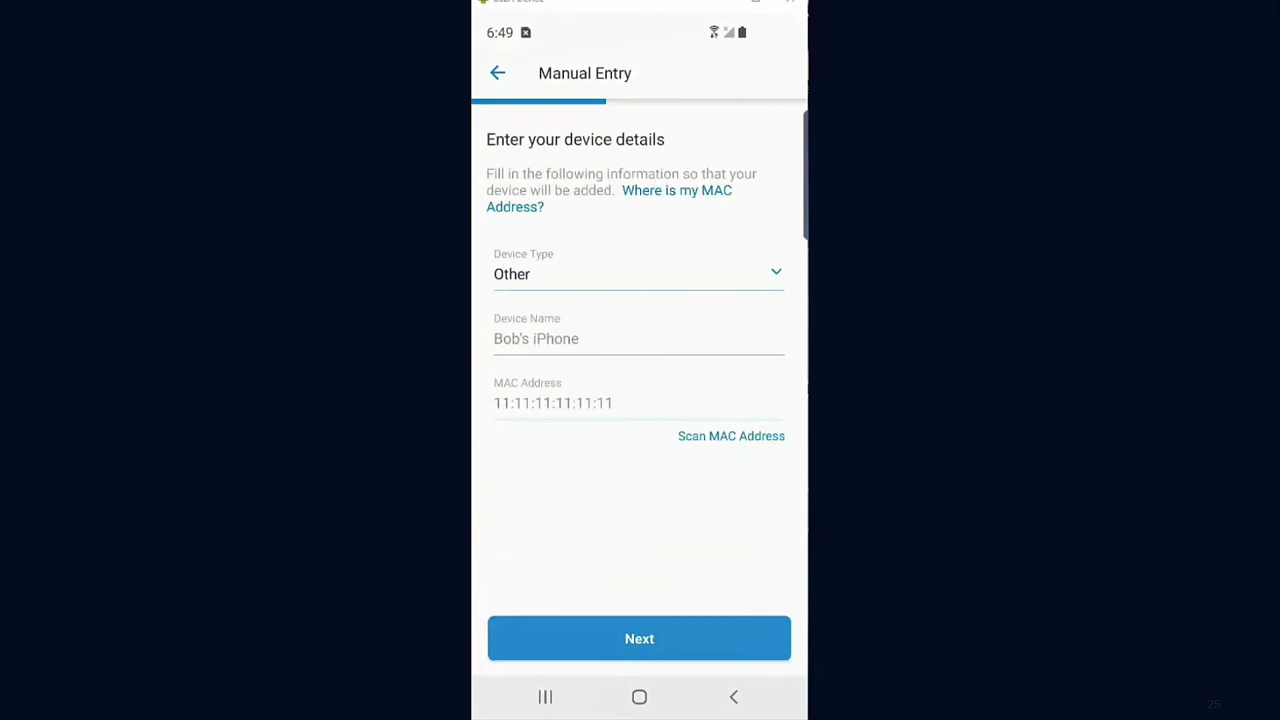 6:49
Manual Entry
Enter your device details
Fill in the following information so that your
device will be added. Where is my MAC
Address?
Device Type
Other
Device Name
Bob's iPhone
MAC Address
11:11:11:11:11:11
Scan MAC Address
Next
25